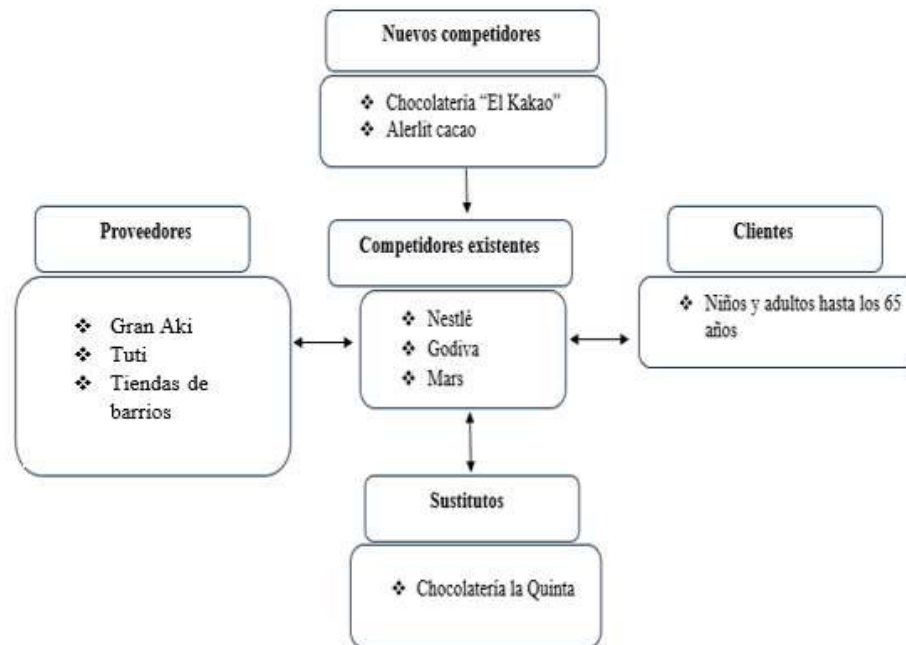 Nuevos competidores
❖ Chocolateria “El Kakao”
❖ Alerlit cacao
Proveedores
❖ Gran Aki
❖ Tuti
❖ Tiendas de
barrios
Competidores existentes
❖ Nestlé
❖ Godiva
❖ Mars
Clientes
❖ Niños y adultos hasta los 65
años
Sustitutos
❖ Chocolatería la Quinta